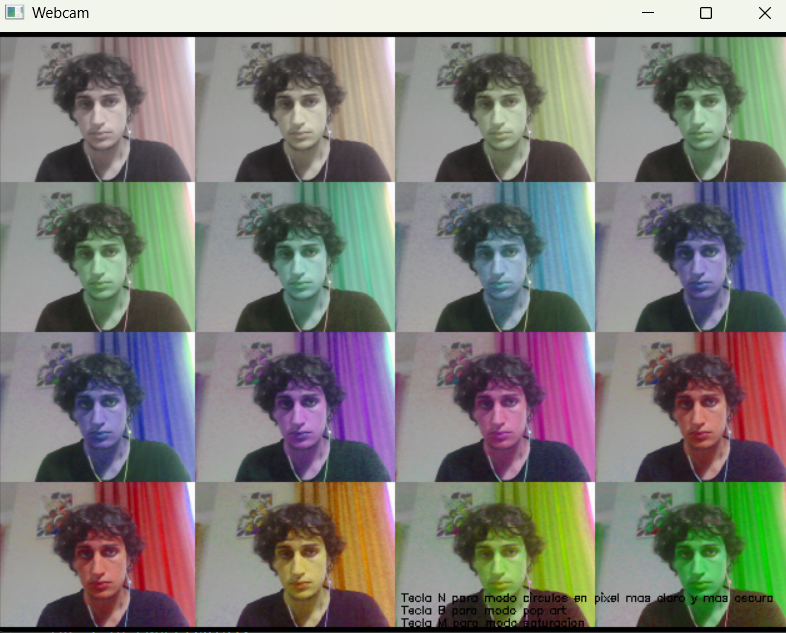 Webcam
Tecla N para modo circulos en pixel mas claro y mas oscuro
Tecla B para modo pop art
Tecla M para modo saturacion